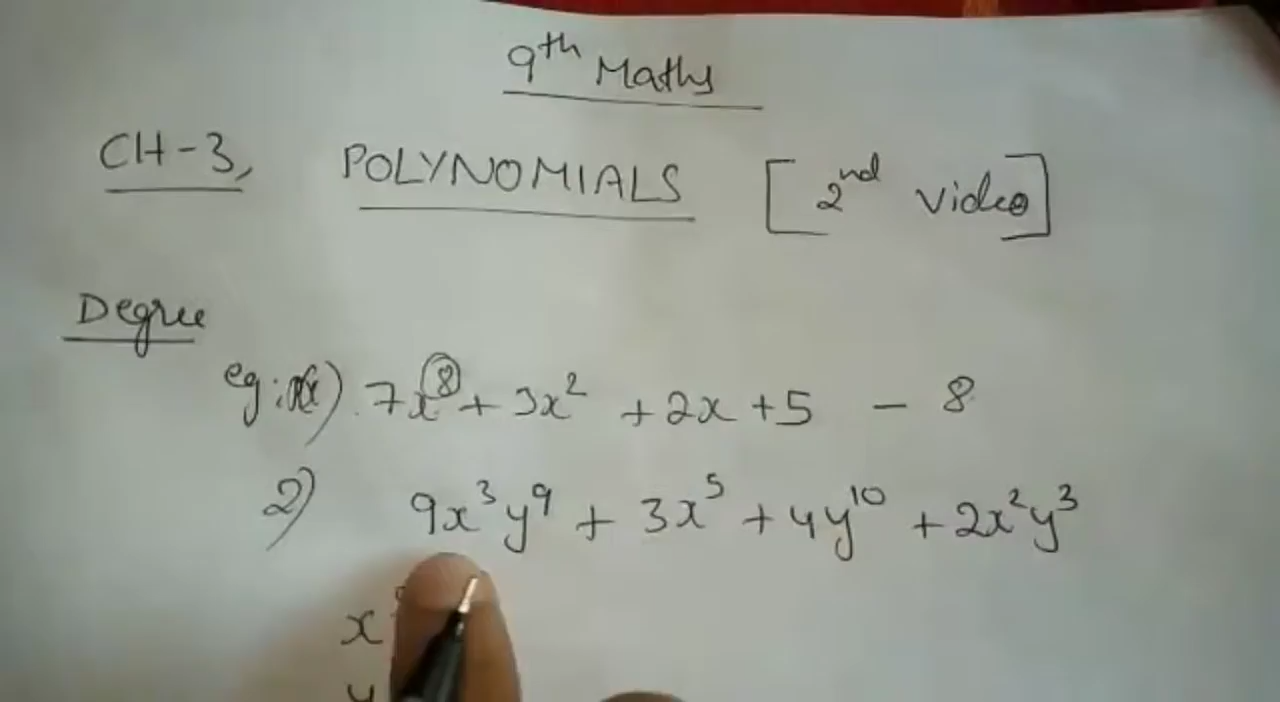 9th Maths
CH-3, POLYNOMIALS [2nd video]
Degree
eg: 7x⁸ + 3x² + 2x + 5 - 8
2) 9x³y⁹ + 3x⁵ + 4y¹⁰ + 2x²y³
x
y